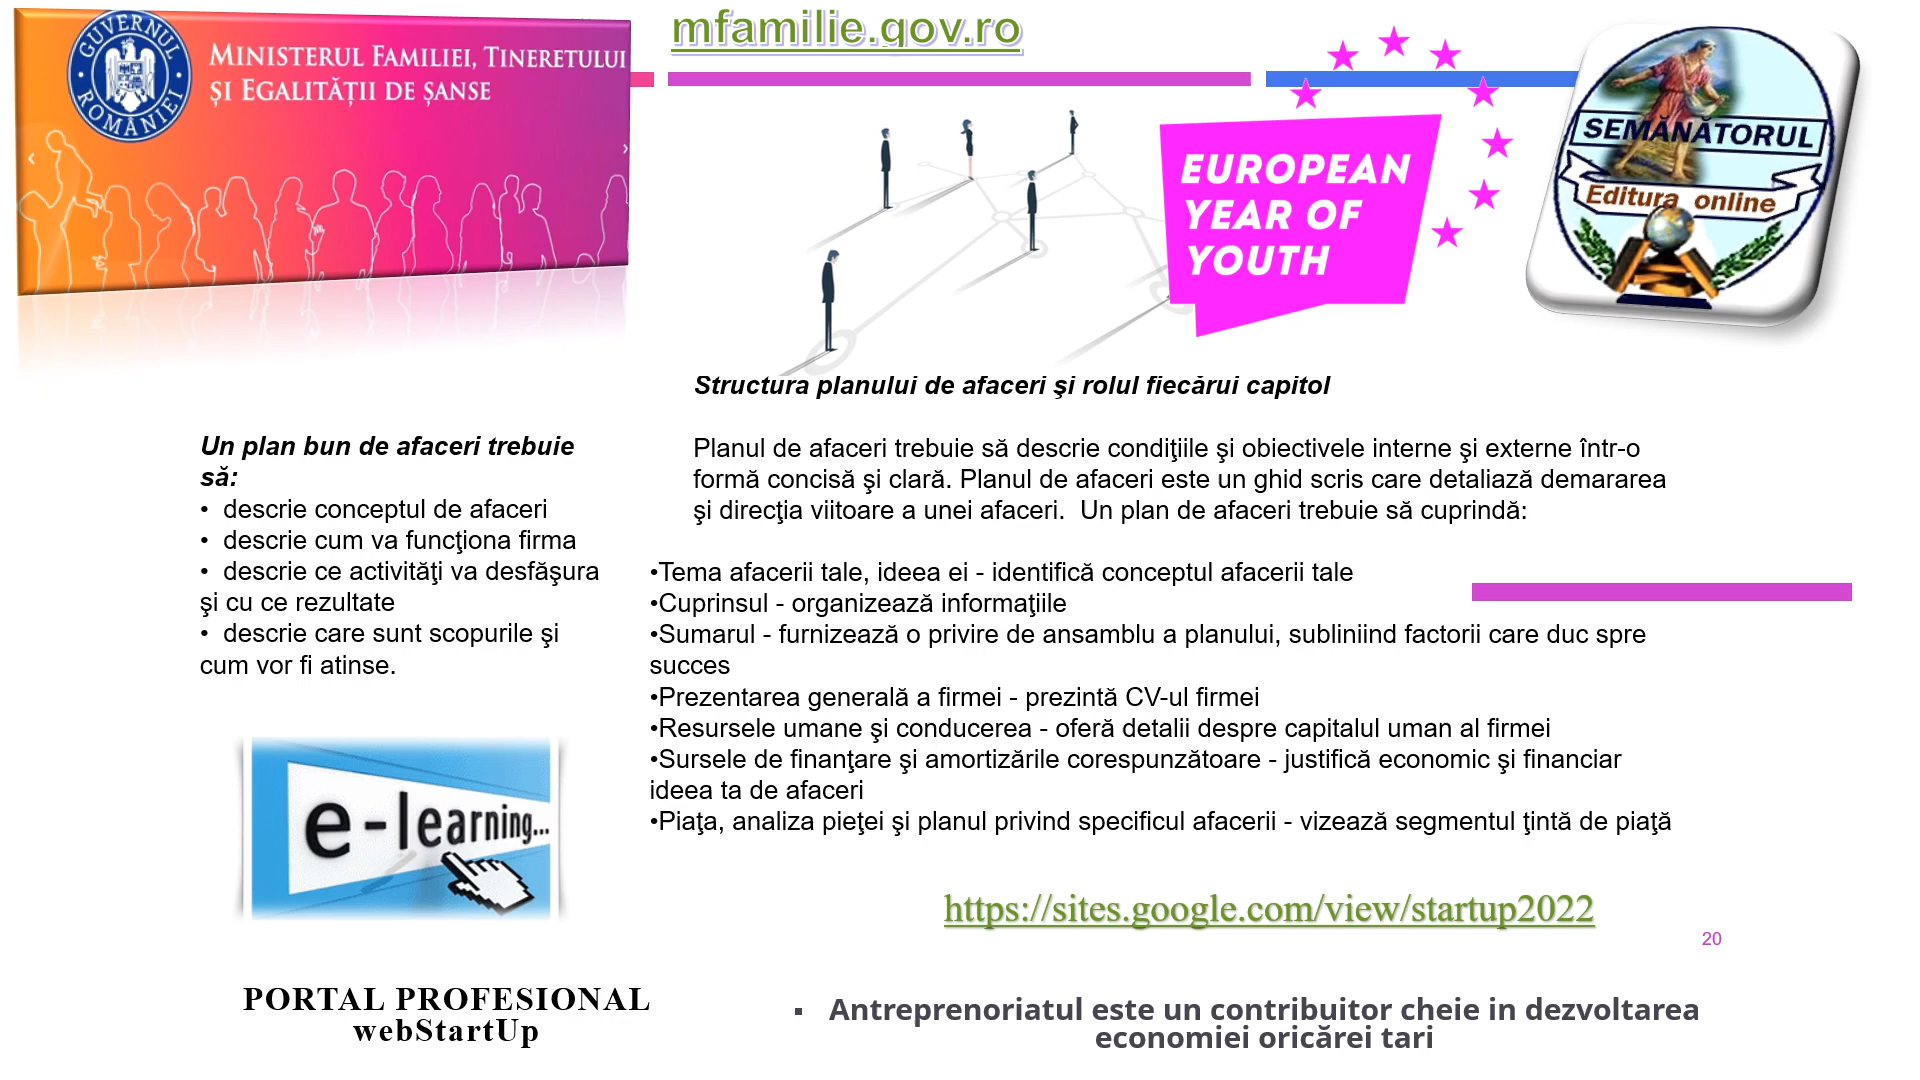 mfamilie.gov.ro
GUVERNUL ROMÂNIEI
MINISTERUL FAMILIEI, TINERETULUI
ȘI EGALITĂȚII DE ȘANSE
EUROPEAN
YEAR OF
YOUTH
SEMĂNĂTORUL
Editura online
Structura planului de afaceri şi rolul fiecărui capitol
Un plan bun de afaceri trebuie
să:
• descrie conceptul de afaceri
• descrie cum va funcţiona firma
• descrie ce activităţi va desfăşura
şi cu ce rezultate
• descrie care sunt scopurile şi
cum vor fi atinse.
Planul de afaceri trebuie să descrie condiţiile şi obiectivele interne şi externe într-o
formă concisă şi clară. Planul de afaceri este un ghid scris care detaliază demararea
şi direcţia viitoare a unei afaceri.  Un plan de afaceri trebuie să cuprindă:
•Tema afacerii tale, ideea ei - identifică conceptul afacerii tale
•Cuprinsul - organizează informaţiile
•Sumarul - furnizează o privire de ansamblu a planului, subliniind factorii care duc spre
succes
•Prezentarea generală a firmei - prezintă CV-ul firmei
•Resursele umane şi conducerea - oferă detalii despre capitalul uman al firmei
•Sursele de finanţare şi amortizările corespunzătoare - justifică economic şi financiar
ideea ta de afaceri
•Piaţa, analiza pieţei şi planul privind specificul afacerii - vizează segmentul ţintă de piaţă
e-learning...
https://sites.google.com/view/startup2022
20
PORTAL PROFESIONAL
webStartUp
▪ Antreprenoriatul este un contribuitor cheie in dezvoltarea
economiei oricărei tari